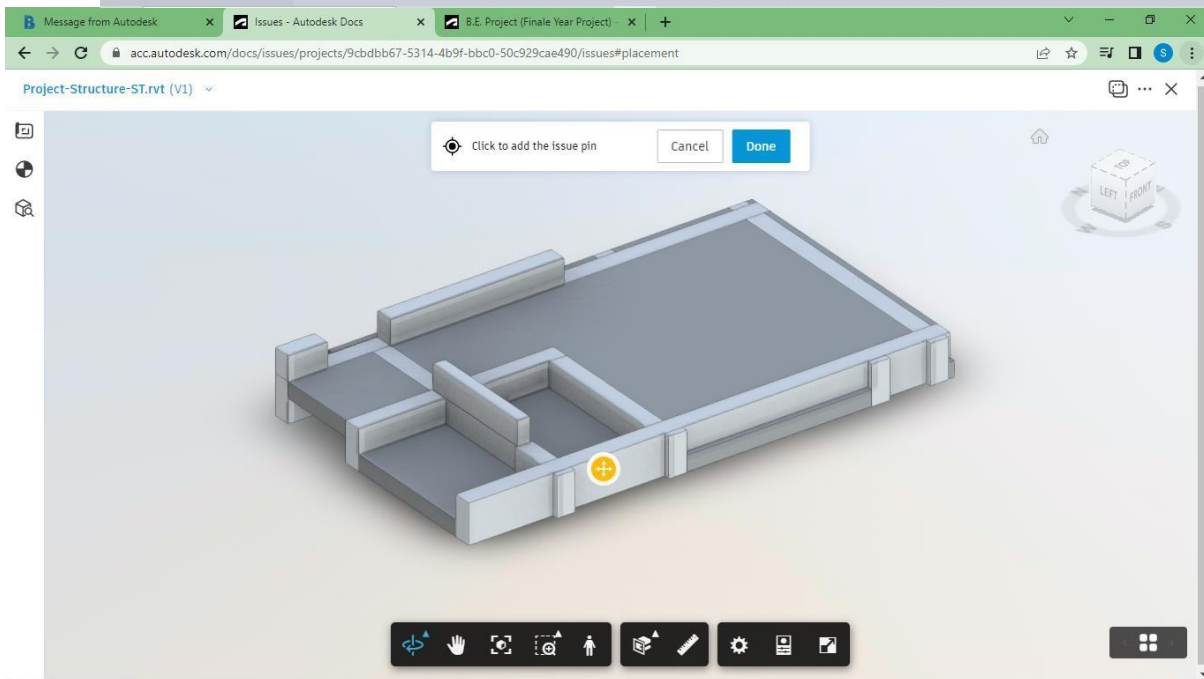 Message from Autodesk
Issues - Autodesk Docs
B.E. Project (Finale Year Project) -
acc.autodesk.com/docs/issues/projects/9cbdbb67-5314-4b9f-bbc0-50c929cae490/issues#placement
S
Project-Structure-ST.rvt (V1)
Click to add the issue pin
Cancel
Done
TOP
LEFT
FRONT